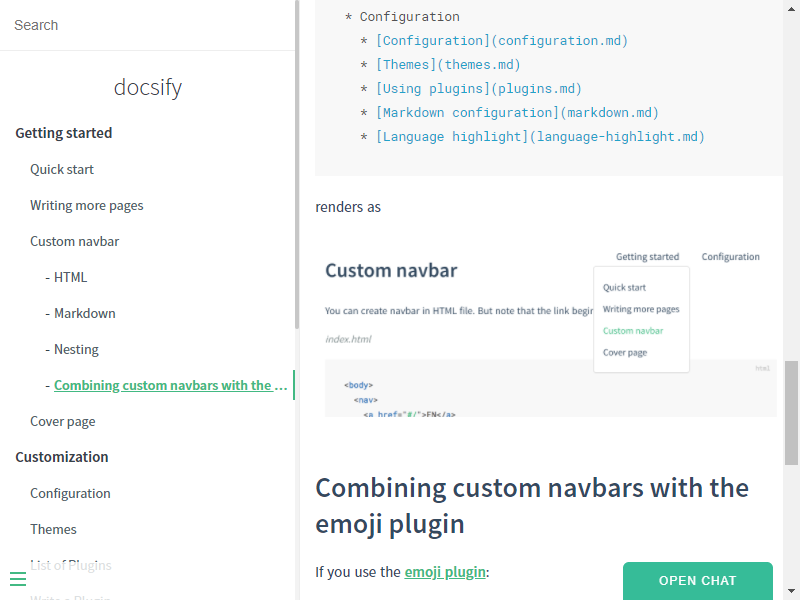 Search
docsify
Getting started
Quick start
Writing more pages
Custom navbar
- HTML
- Markdown
- Nesting
- Combining custom navbars with the …
Cover page
Customization
Configuration
Themes
List of Plugins
Write a Plugin
* Configuration
* [Configuration](configuration.md)
* [Themes](themes.md)
* [Using plugins](plugins.md)
* [Markdown configuration](markdown.md)
* [Language highlight](language-highlight.md)
renders as
Getting started Configuration
Custom navbar
Quick start
You can create navbar in HTML file. But note that the link begin
Writing more pages
Custom navbar
index.html
Cover page
html
<body>
<nav>
<a href="#/">EN</a>
Combining custom navbars with the
emoji plugin
If you use the emoji plugin:
OPEN CHAT